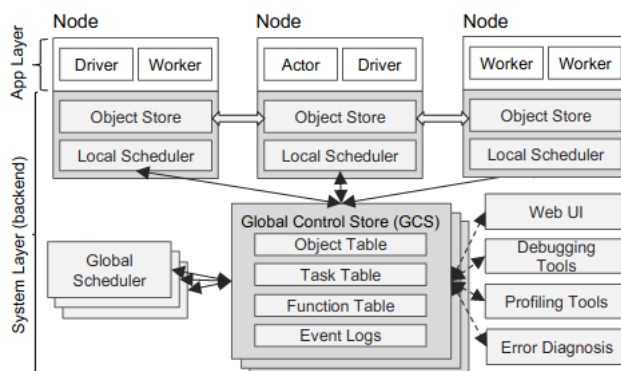 Node
Node
Node
App Layer
Driver
Worker
Actor
Driver
Worker
Worker
System Layer (backend)
Object Store
Object Store
Object Store
Local Scheduler
Local Scheduler
Local Scheduler
Global Control Store (GCS)
Object Table
Task Table
Function Table
Event Logs
Global
Scheduler
Web UI
Debugging
Tools
Profiling Tools
Error Diagnosis